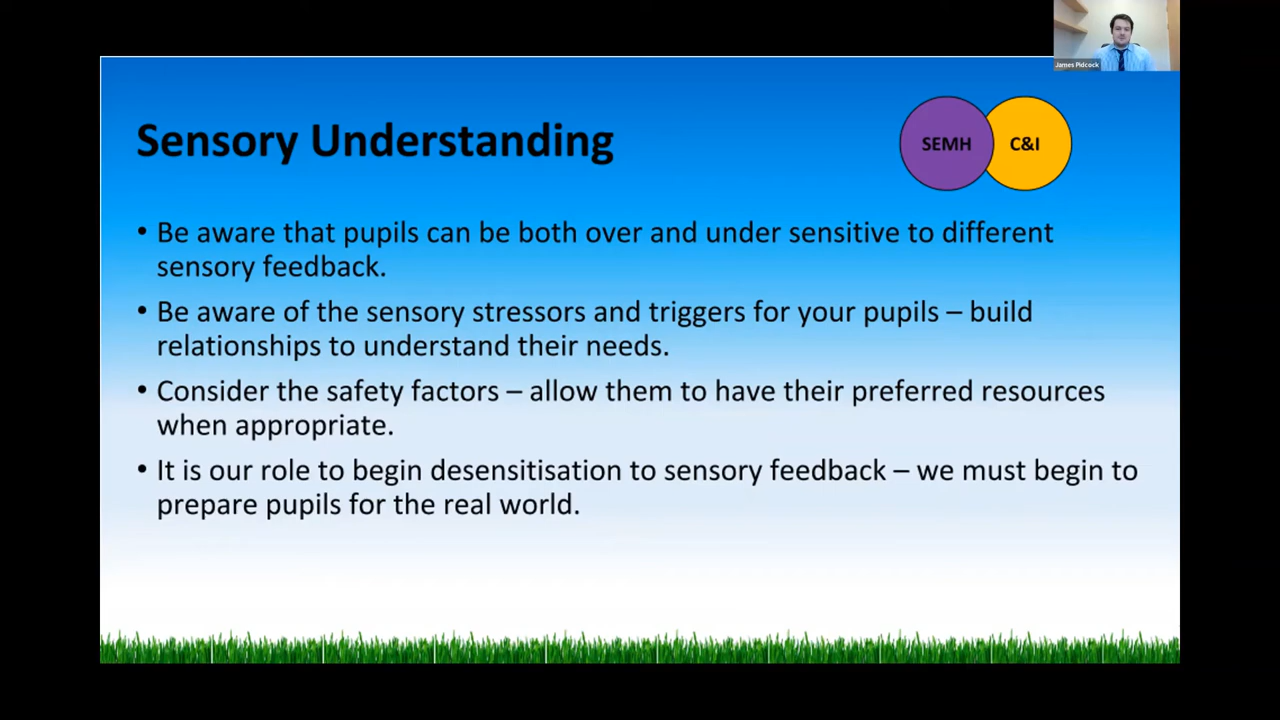 James Pidcock
Sensory Understanding
SEMH
C&I
• Be aware that pupils can be both over and under sensitive to different
sensory feedback.
• Be aware of the sensory stressors and triggers for your pupils – build
relationships to understand their needs.
• Consider the safety factors – allow them to have their preferred resources
when appropriate.
• It is our role to begin desensitisation to sensory feedback – we must begin to
prepare pupils for the real world.